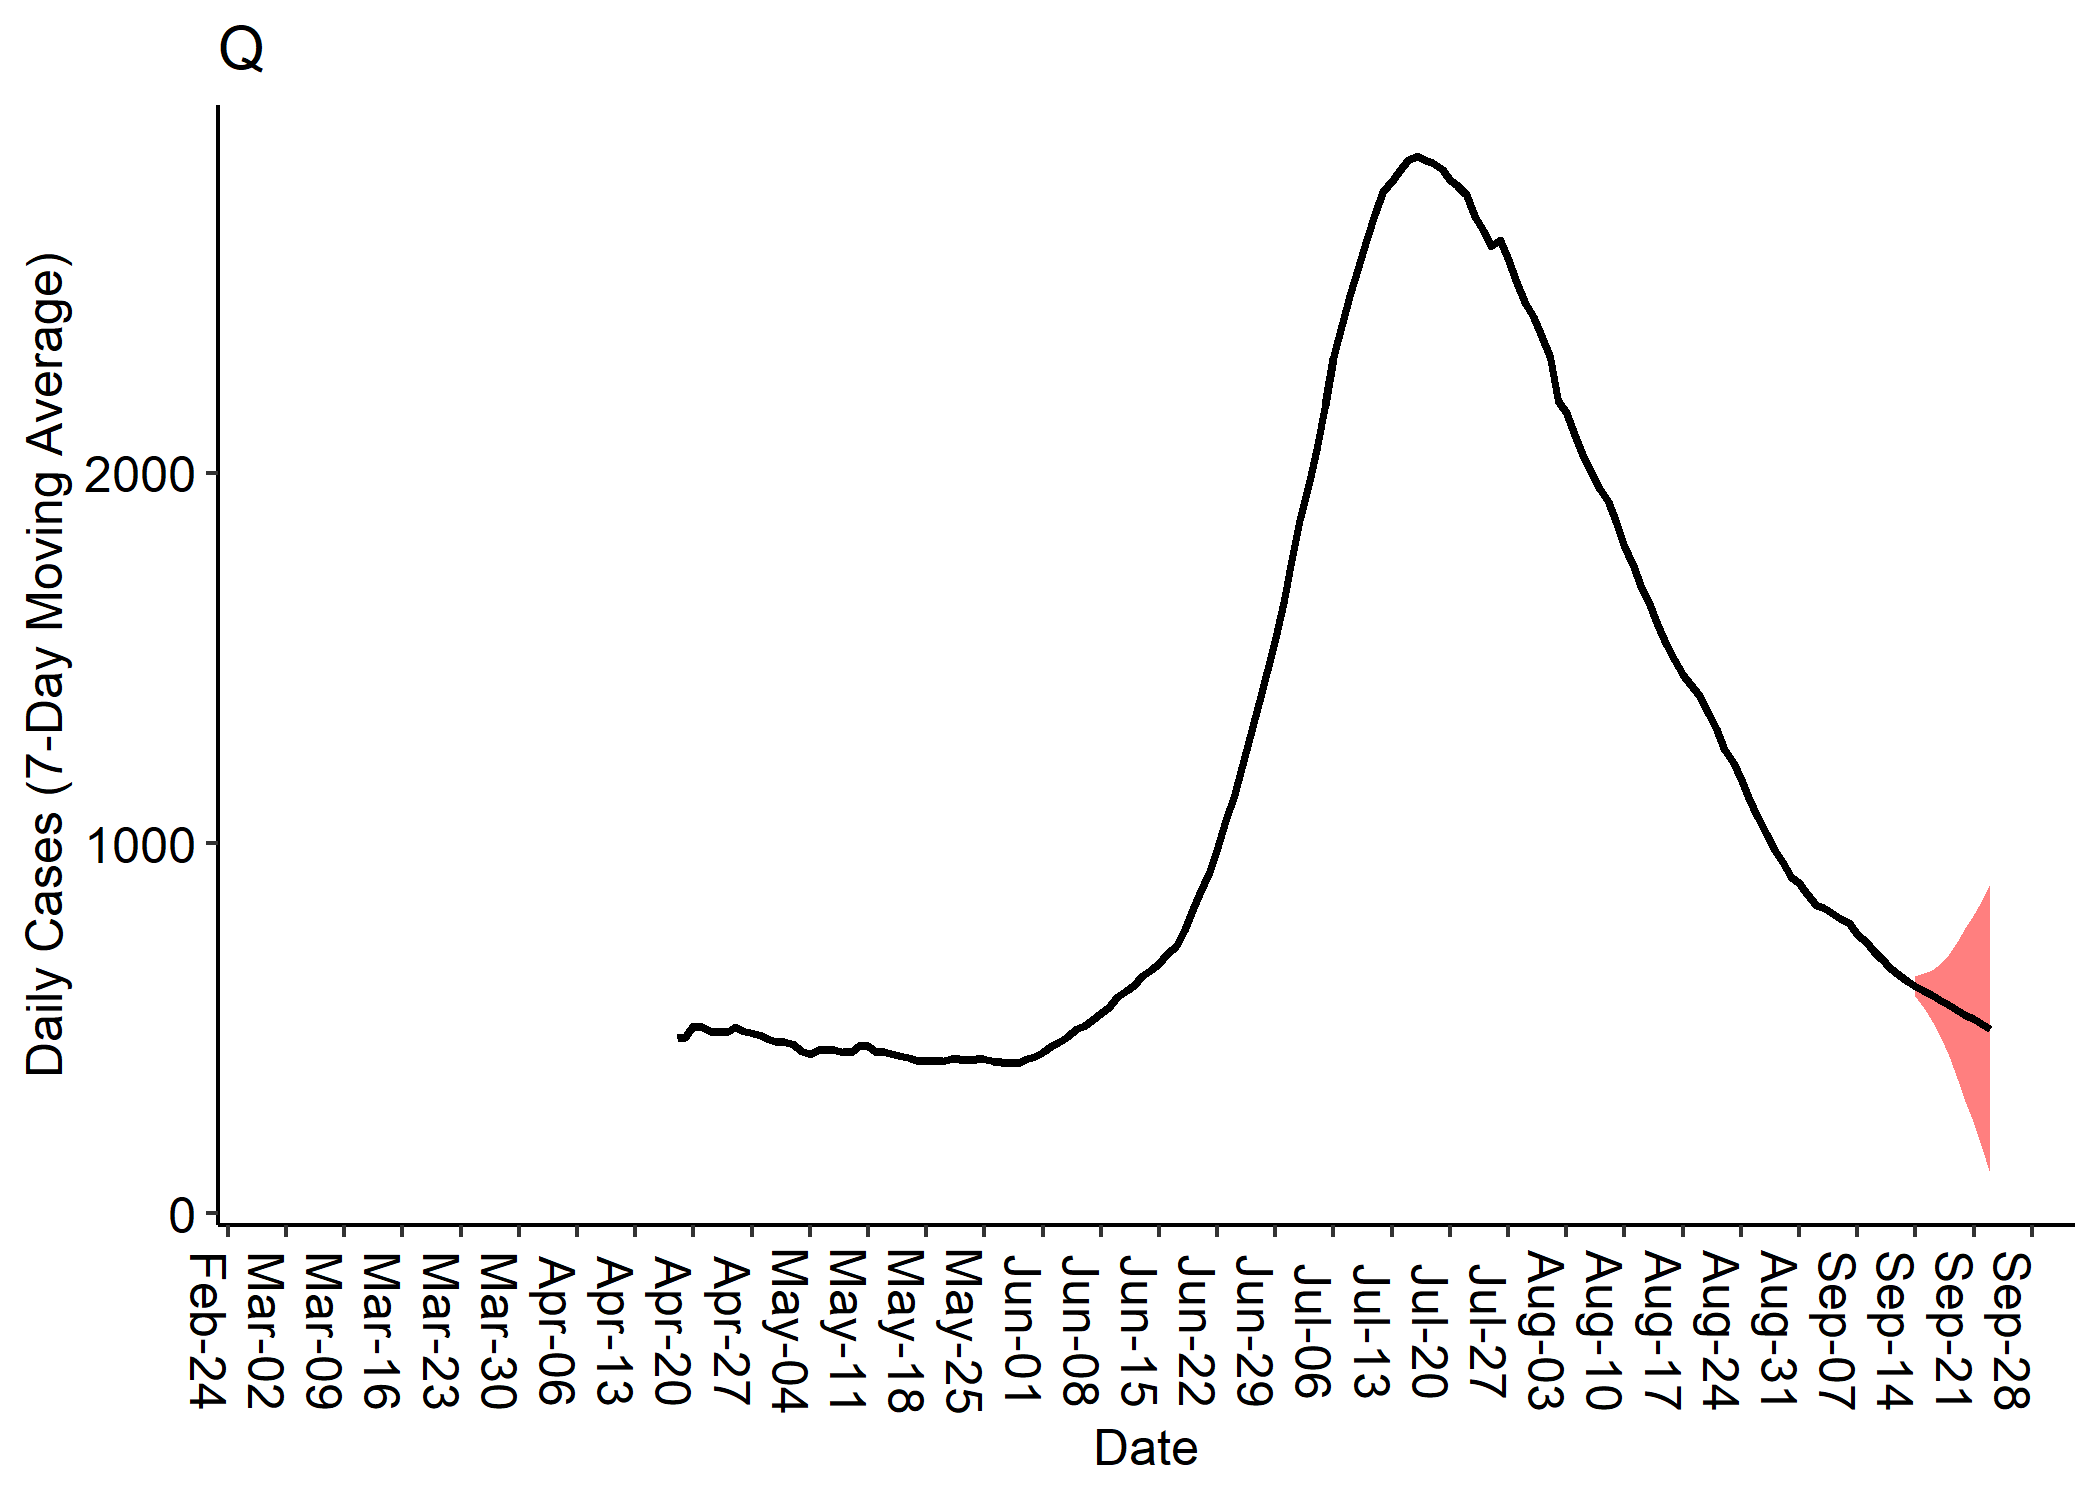 Q
Daily Cases (7-Day Moving Average)
2000
1000
0
Feb-24
Mar-02
Mar-09
Mar-16
Mar-23
Mar-30
Apr-06
Apr-13
Apr-20
Apr-27
May-04
May-11
May-18
May-25
Jun-01
Jun-08
Jun-15
Jun-22
Jun-29
Jul-06
Jul-13
Jul-20
Jul-27
Aug-03
Aug-10
Aug-17
Aug-24
Aug-31
Sep-07
Sep-14
Sep-21
Sep-28
Date